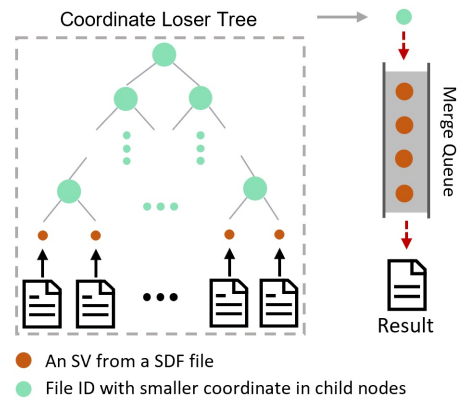 Coordinate Loser Tree
Merge Queue
Result
An SV from a SDF file
File ID with smaller coordinate in child nodes